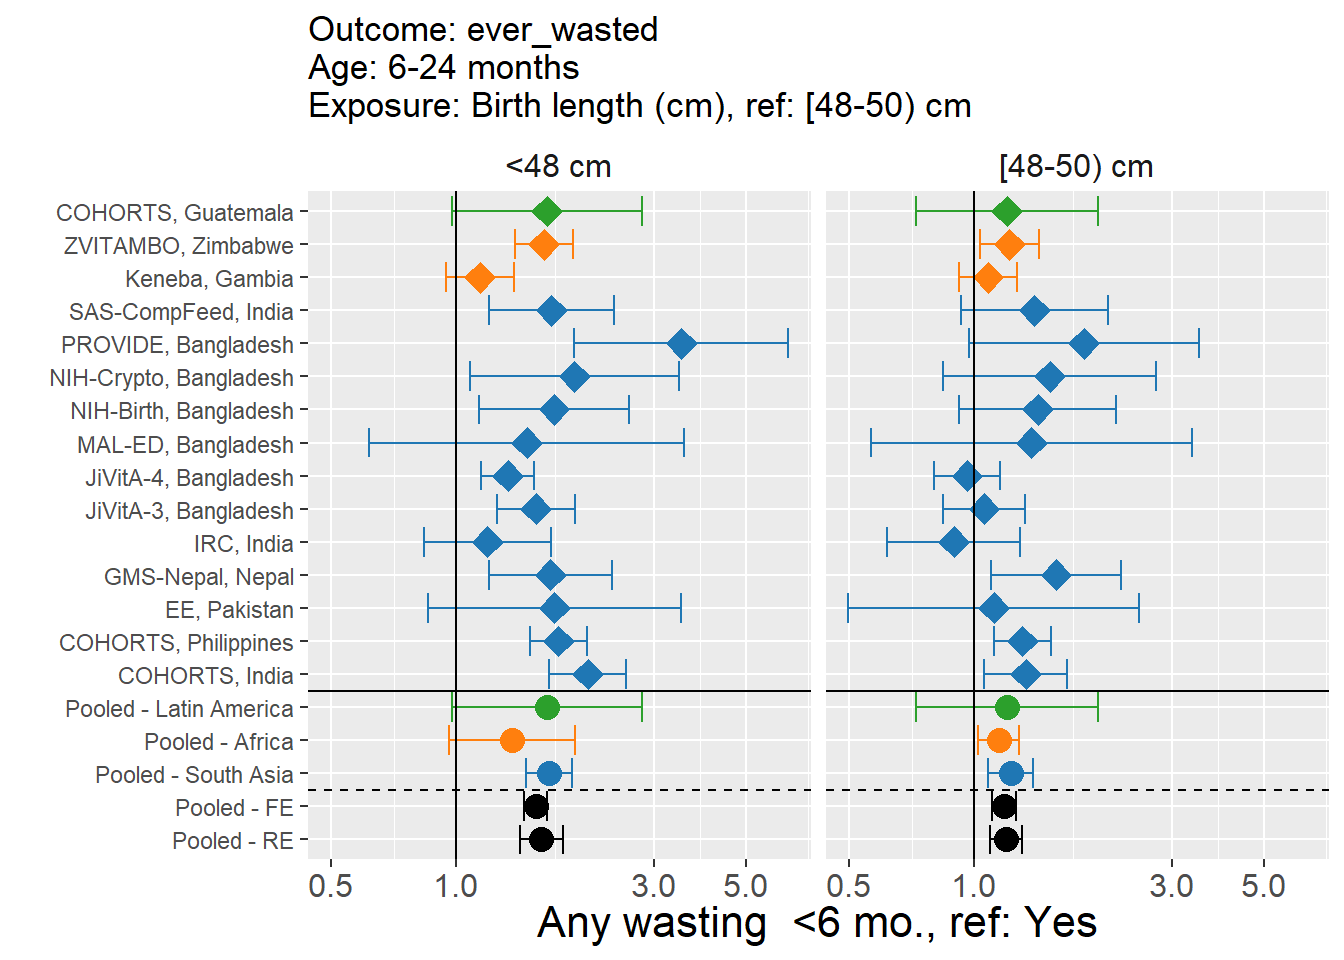 Outcome: ever_wasted
Age: 6-24 months
Exposure: Birth length (cm), ref: [48-50) cm
<48 cm
[48-50) cm
COHORTS, Guatemala
ZVITAMBO, Zimbabwe
Keneba, Gambia
SAS-CompFeed, India
PROVIDE, Bangladesh
NIH-Crypto, Bangladesh
NIH-Birth, Bangladesh
MAL-ED, Bangladesh
JiVitA-4, Bangladesh
JiVitA-3, Bangladesh
IRC, India
GMS-Nepal, Nepal
EE, Pakistan
COHORTS, Philippines
COHORTS, India
Pooled - Latin America
Pooled - Africa
Pooled - South Asia
Pooled - FE
Pooled - RE
0.5 1.0 3.0 5.0 0.5 1.0 3.0 5.0
Any wasting  <6 mo., ref: Yes